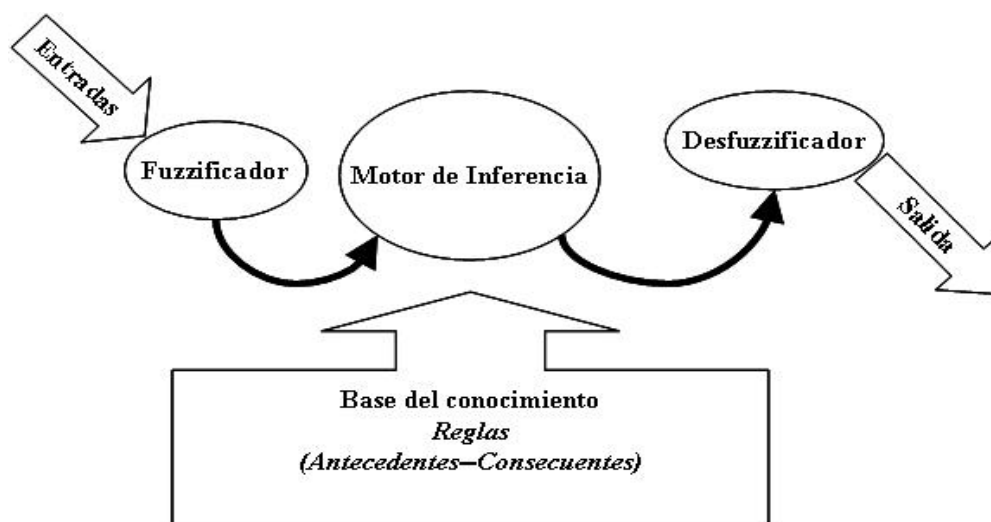 Entradas
Fuzzificador
Motor de Inferencia
Desfuzzificador
Salida
Base del conocimiento
Reglas
(Antecedentes–Consecuentes)